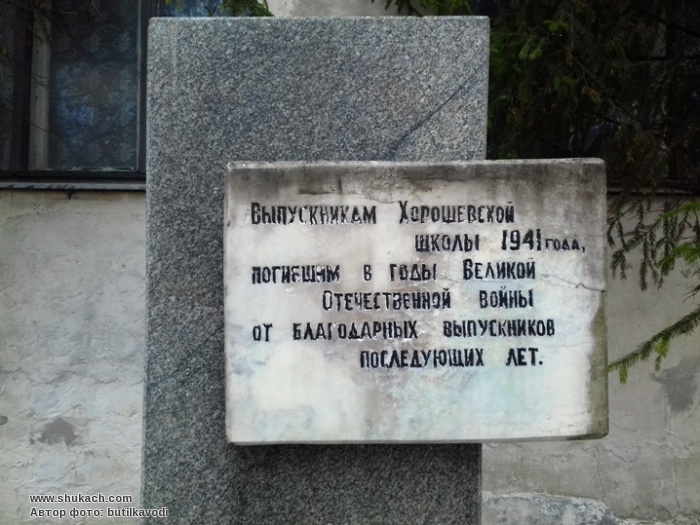 Выпускникам Хорошевской
школы 1941 года,
погибшим в годы Великой
Отечественной войны
от благодарных выпускников
последующих лет.
www.shukach.com
Автор фото: butilkavodi